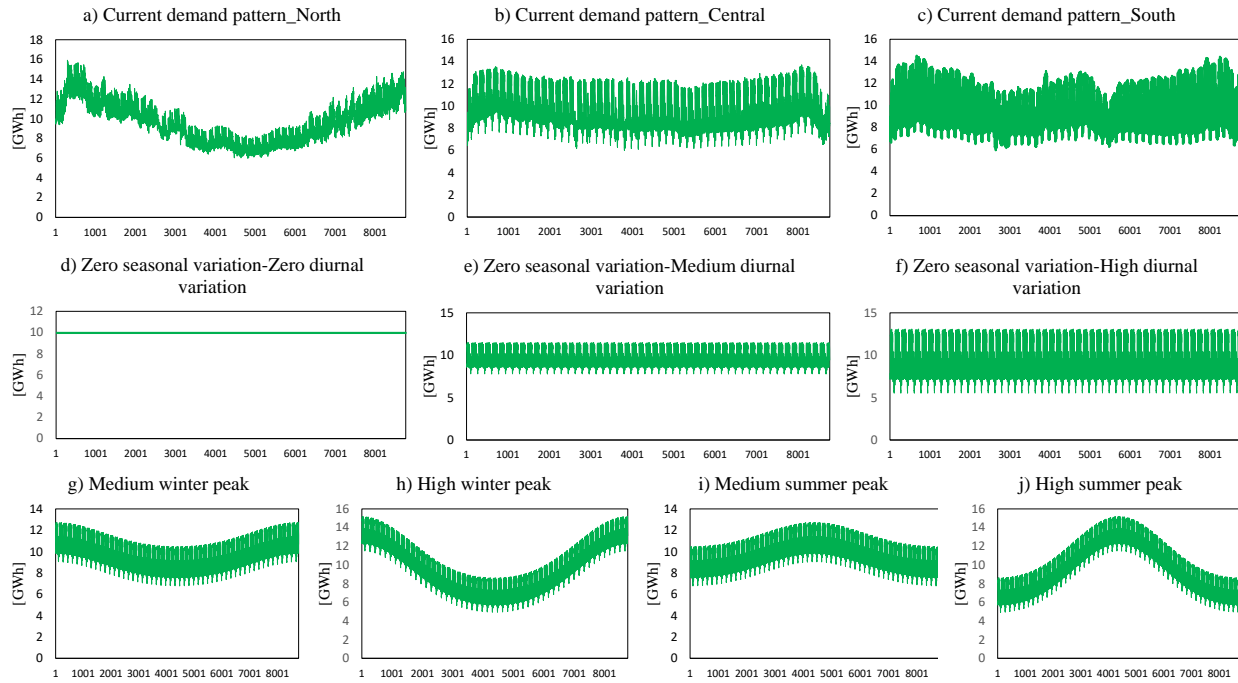 a) Current demand pattern_North
b) Current demand pattern_Central
c) Current demand pattern_South
[GWh]
18
16
14
12
10
8
6
4
2
0
1 1001 2001 3001 4001 5001 6001 7001 8001
[GWh]
16
14
12
10
8
6
4
2
0
1 1001 2001 3001 4001 5001 6001 7001 8001
[GWh]
16
14
12
10
8
6
4
2
0
1 1001 2001 3001 4001 5001 6001 7001 8001
d) Zero seasonal variation-Zero diurnal
variation
e) Zero seasonal variation-Medium diurnal
variation
f) Zero seasonal variation-High diurnal
variation
[GWh]
12
10
8
6
4
2
0
1 1001 2001 3001 4001 5001 6001 7001 8001
[GWh]
15
10
5
0
1 1001 2001 3001 4001 5001 6001 7001 8001
[GWh]
15
10
5
0
1 1001 2001 3001 4001 5001 6001 7001 8001
g) Medium winter peak
h) High winter peak
i) Medium summer peak
j) High summer peak
[GWh]
14
12
10
8
6
4
2
0
1 1001 2001 3001 4001 5001 6001 7001 8001
[GWh]
16
14
12
10
8
6
4
2
0
1 1001 2001 3001 4001 5001 6001 7001 8001
[GWh]
14
12
10
8
6
4
2
0
1 1001 2001 3001 4001 5001 6001 7001 8001
[GWh]
16
14
12
10
8
6
4
2
0
1 1001 2001 3001 4001 5001 6001 7001 8001